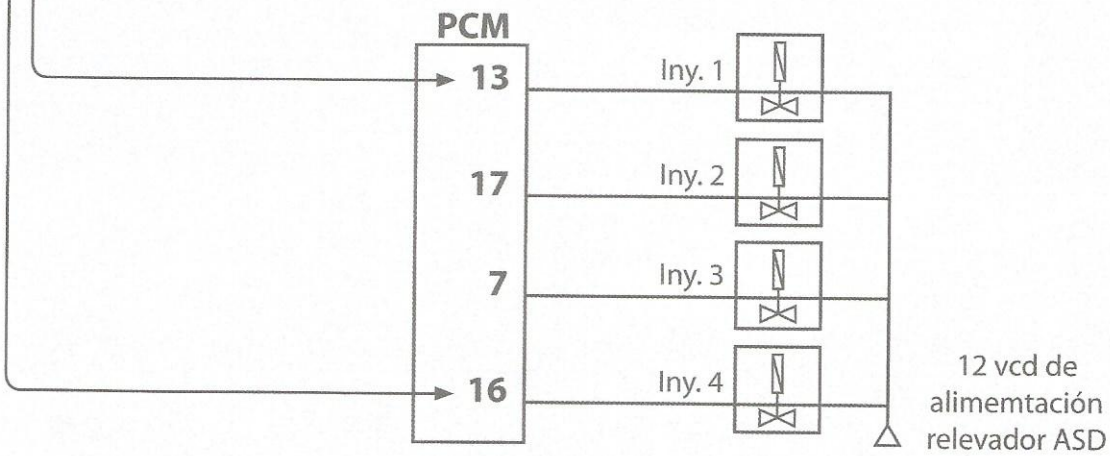 PCM
13
Iny. 1
17
Iny. 2
7
Iny. 3
16
Iny. 4
12 vcd de
alimemtación
relevador ASD